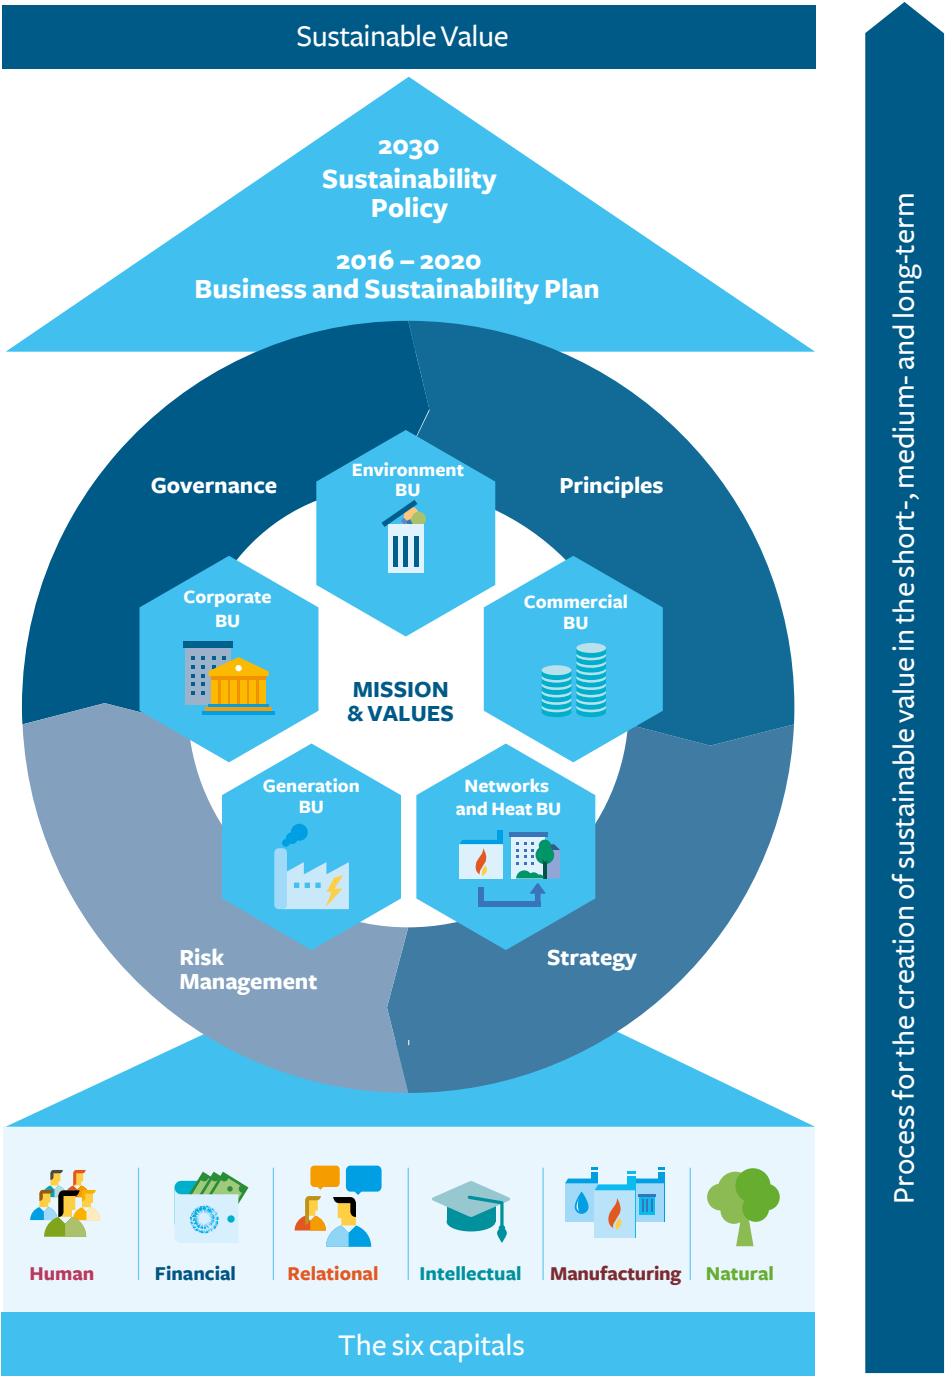 Sustainable Value
2030
Sustainability
Policy
2016 – 2020
Business and Sustainability Plan
Governance
Principles
Environment
BU
Corporate
BU
Commercial
BU
MISSION
& VALUES
Generation
BU
Networks
and Heat BU
Risk
Management
Strategy
Human
Financial
Relational
Intellectual
Manufacturing
Natural
The six capitals
Process for the creation of sustainable value in the short-, medium- and long-term